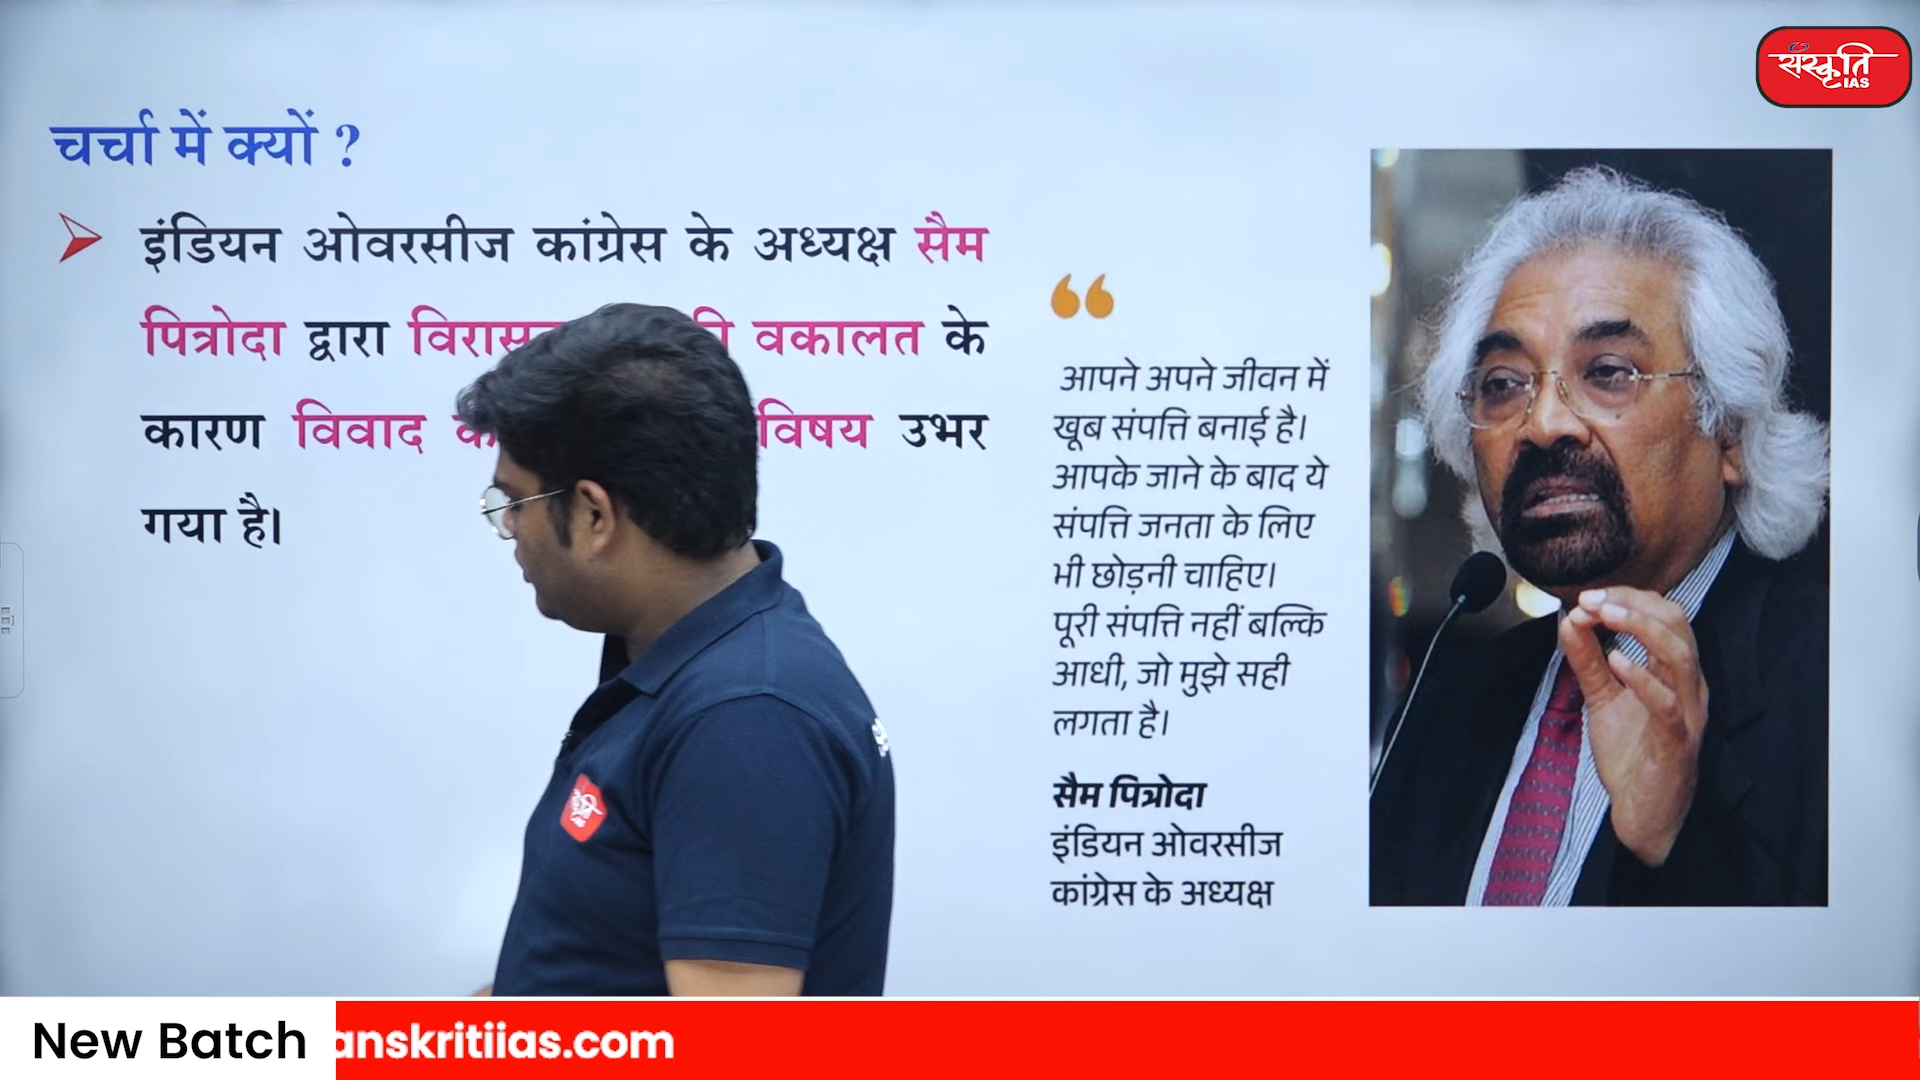 संस्कृति
IAS
चर्चा में क्यों ?
इंडियन ओवरसीज कांग्रेस के अध्यक्ष सैम
पित्रोदा द्वारा वकालत के
कारण विवाद विषय उभर
गया है।
आपने अपने जीवन में
खूब संपत्ति बनाई है।
आपके जाने के बाद ये
संपत्ति जनता के लिए
भी छोड़नी चाहिए।
पूरी संपत्ति नहीं बल्कि
आधी, जो मुझे सही
लगता है।
सैम पित्रोदा
इंडियन ओवरसीज
कांग्रेस के अध्यक्ष
संस्कृति
IAS
New Batch anskritiias.com